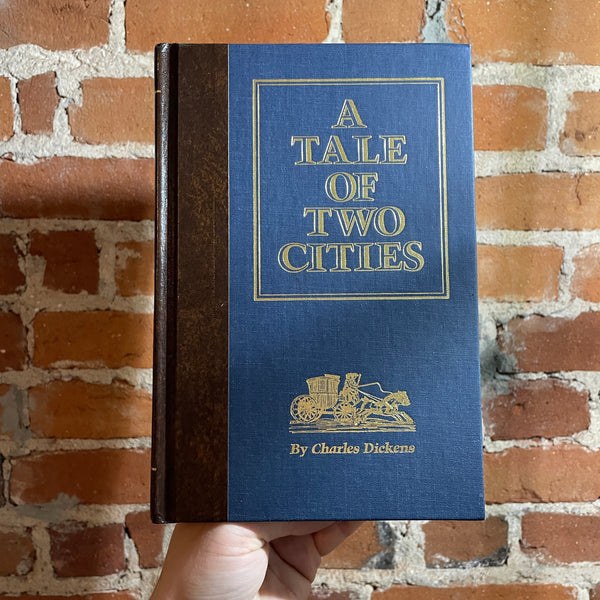 A
TALE
OF
TWO
CITIES
By Charles Dickens